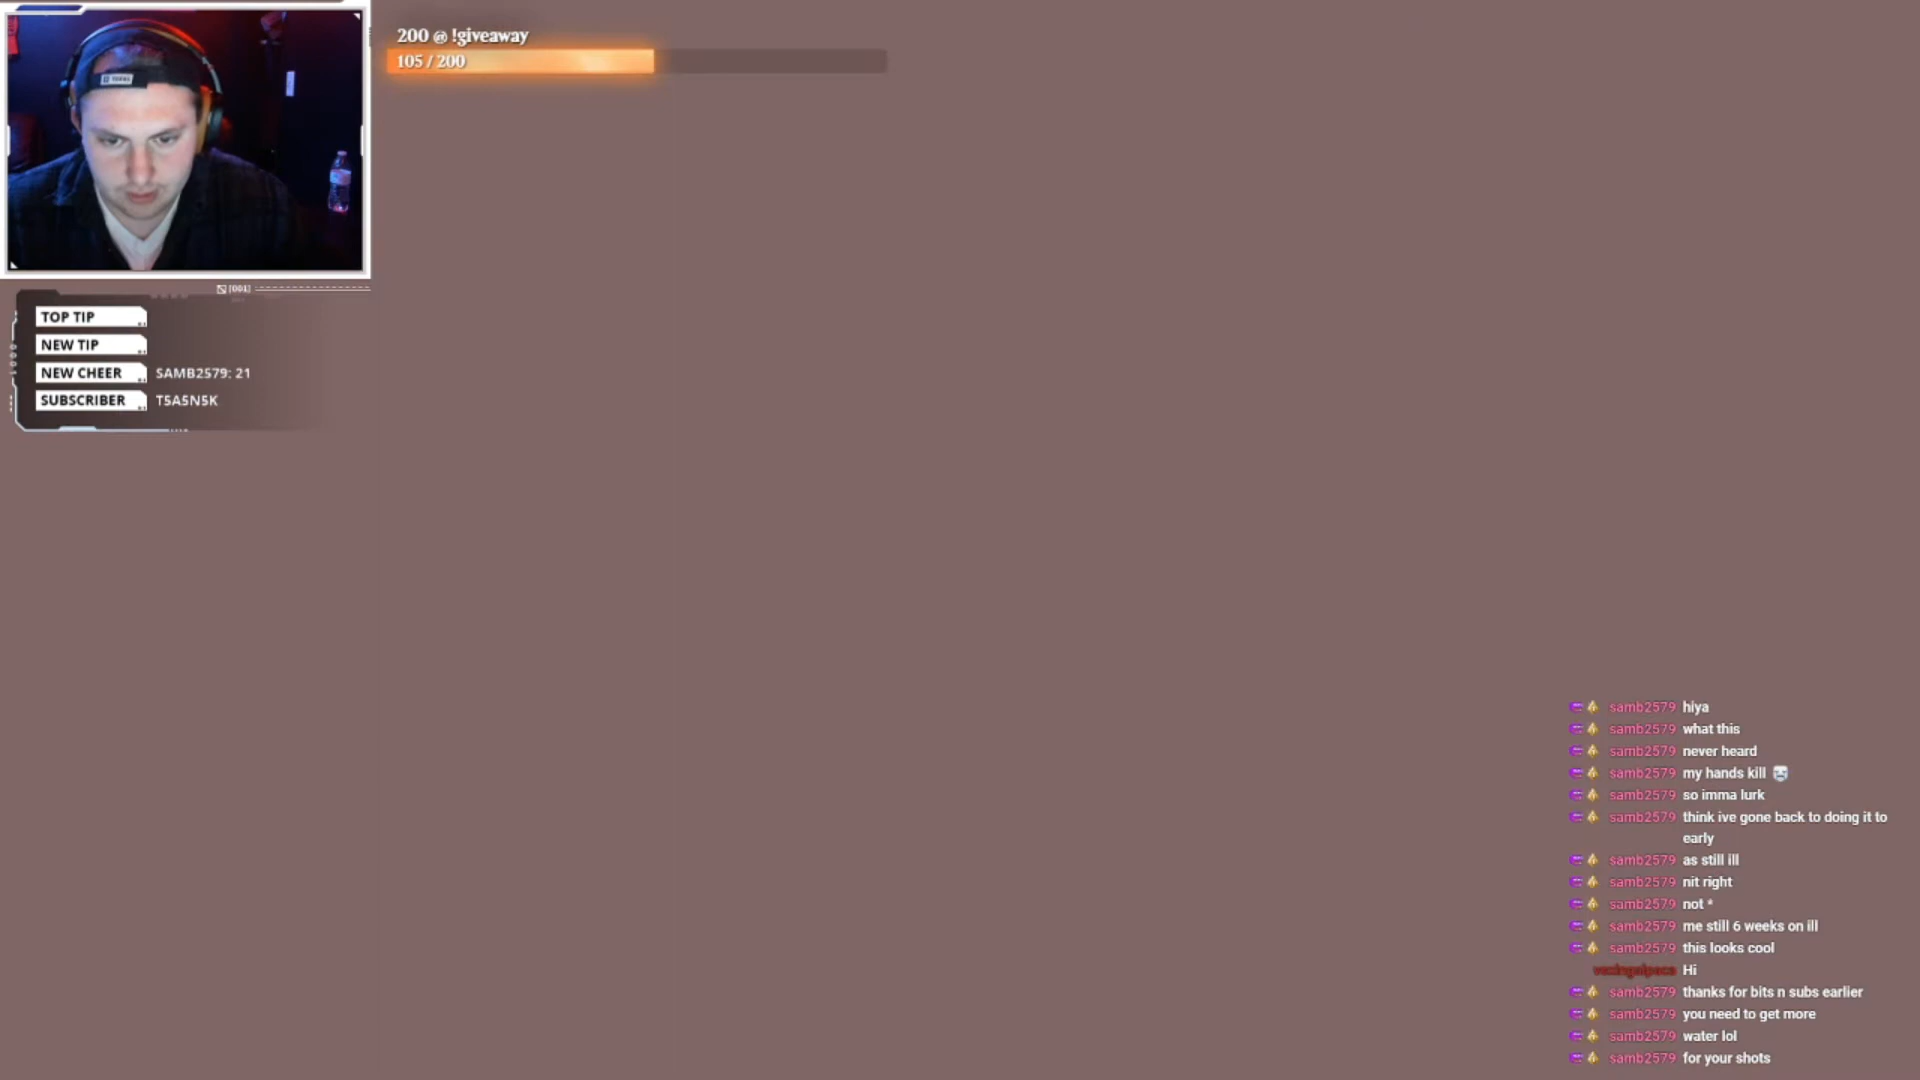 200 @ !giveaway
105 / 200
[001]
TOP TIP
NEW TIP
NEW CHEER SAMB2579: 21
SUBSCRIBER T5A5N5K
samb2579 hiya
samb2579 what this
samb2579 never heard
samb2579 my hands kill
samb2579 so imma lurk
samb2579 think ive gone back to doing it to
early
samb2579 as still ill
samb2579 nit right
samb2579 not *
samb2579 me still 6 weeks on ill
samb2579 this looks cool
Hi
samb2579 thanks for bits n subs earlier
samb2579 you need to get more
samb2579 water lol
samb2579 for your shots